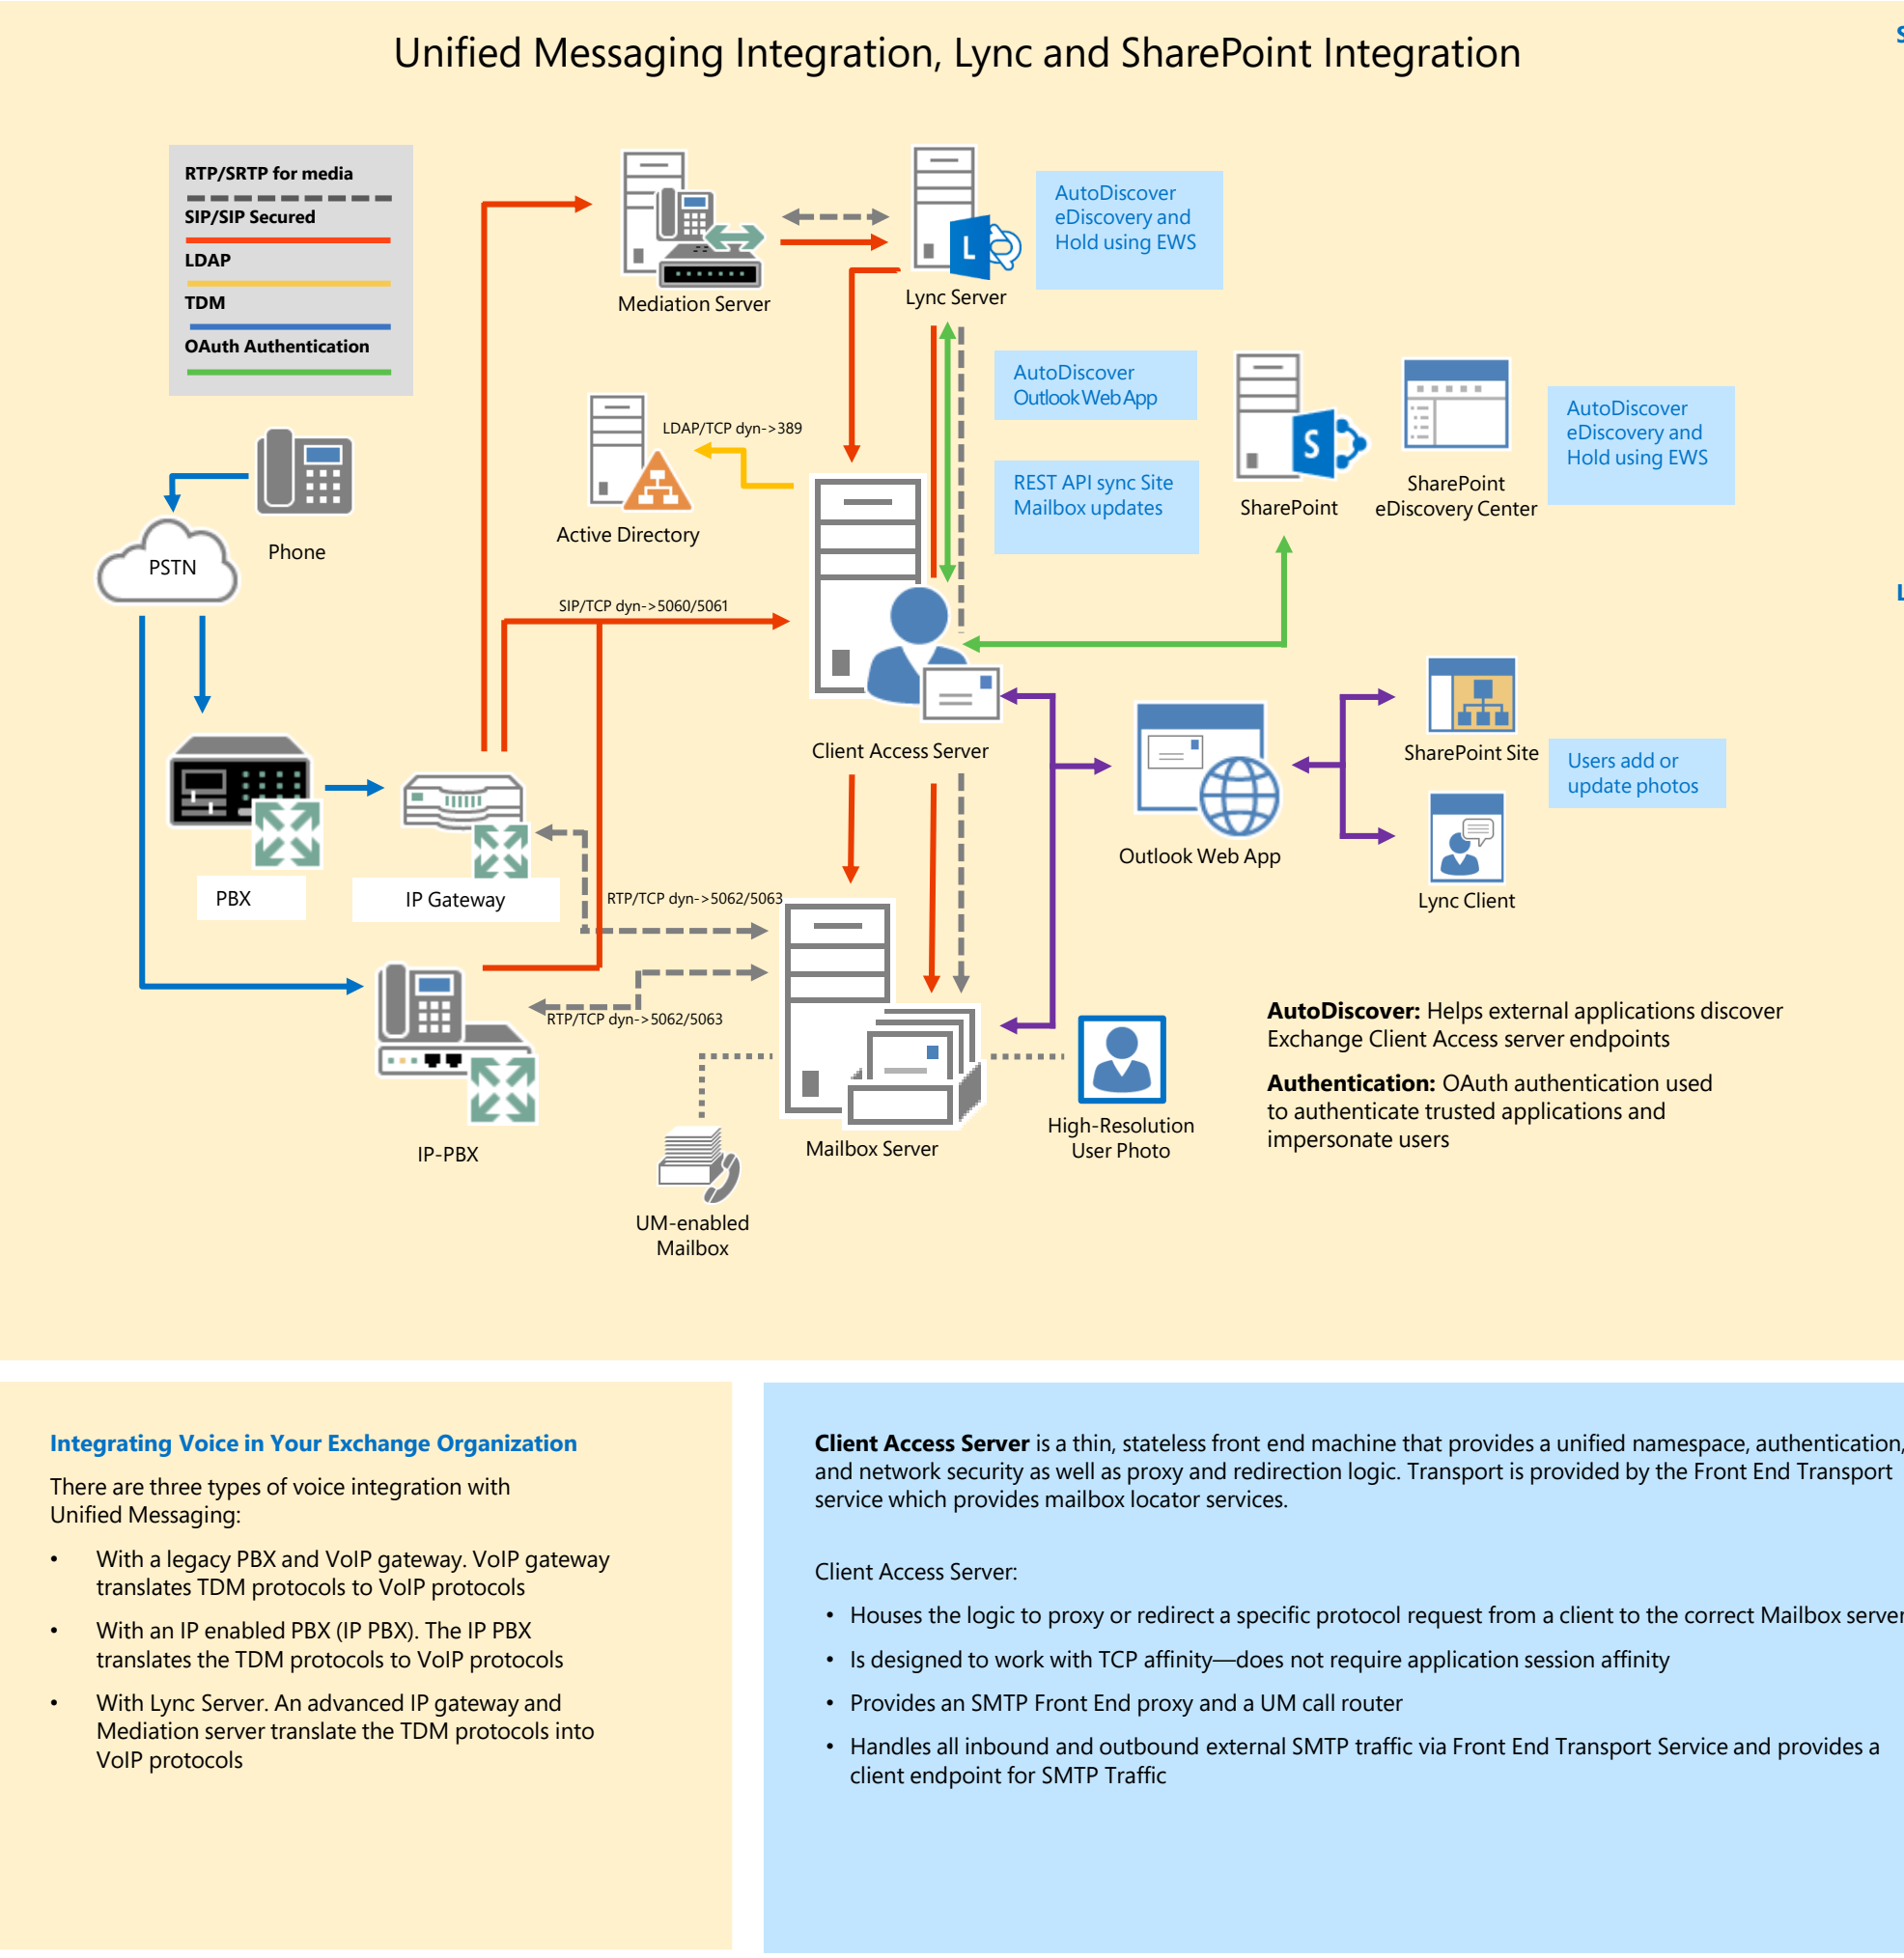 Unified Messaging Integration, Lync and SharePoint Integration
S
RTP/SRTP for media
SIP/SIP Secured
LDAP
TDM
OAuth Authentication
Mediation Server
L
Lync Server
AutoDiscover
eDiscovery and
Hold using EWS
AutoDiscover
Outlook Web App
REST API sync Site
Mailbox updates
S
SharePoint
SharePoint
eDiscovery Center
AutoDiscover
eDiscovery and
Hold using EWS
LDAP/TCP dyn->389
Active Directory
Phone
PSTN
SIP/TCP dyn->5060/5061
L
Client Access Server
SharePoint Site
Users add or
update photos
Outlook Web App
Lync Client
PBX
IP Gateway
RTP/TCP dyn->5062/5063
RTP/TCP dyn->5062/5063
IP-PBX
Mailbox Server
High-Resolution
User Photo
UM-enabled
Mailbox
AutoDiscover: Helps external applications discover
Exchange Client Access server endpoints
Authentication: OAuth authentication used
to authenticate trusted applications and
impersonate users
Integrating Voice in Your Exchange Organization
There are three types of voice integration with
Unified Messaging:
• With a legacy PBX and VoIP gateway. VoIP gateway
translates TDM protocols to VoIP protocols
• With an IP enabled PBX (IP PBX). The IP PBX
translates the TDM protocols to VoIP protocols
• With Lync Server. An advanced IP gateway and
Mediation server translate the TDM protocols into
VoIP protocols
Client Access Server is a thin, stateless front end machine that provides a unified namespace, authentication,
and network security as well as proxy and redirection logic. Transport is provided by the Front End Transport
service which provides mailbox locator services.
Client Access Server:
• Houses the logic to proxy or redirect a specific protocol request from a client to the correct Mailbox server
• Is designed to work with TCP affinity—does not require application session affinity
• Provides an SMTP Front End proxy and a UM call router
• Handles all inbound and outbound external SMTP traffic via Front End Transport Service and provides a
client endpoint for SMTP Traffic